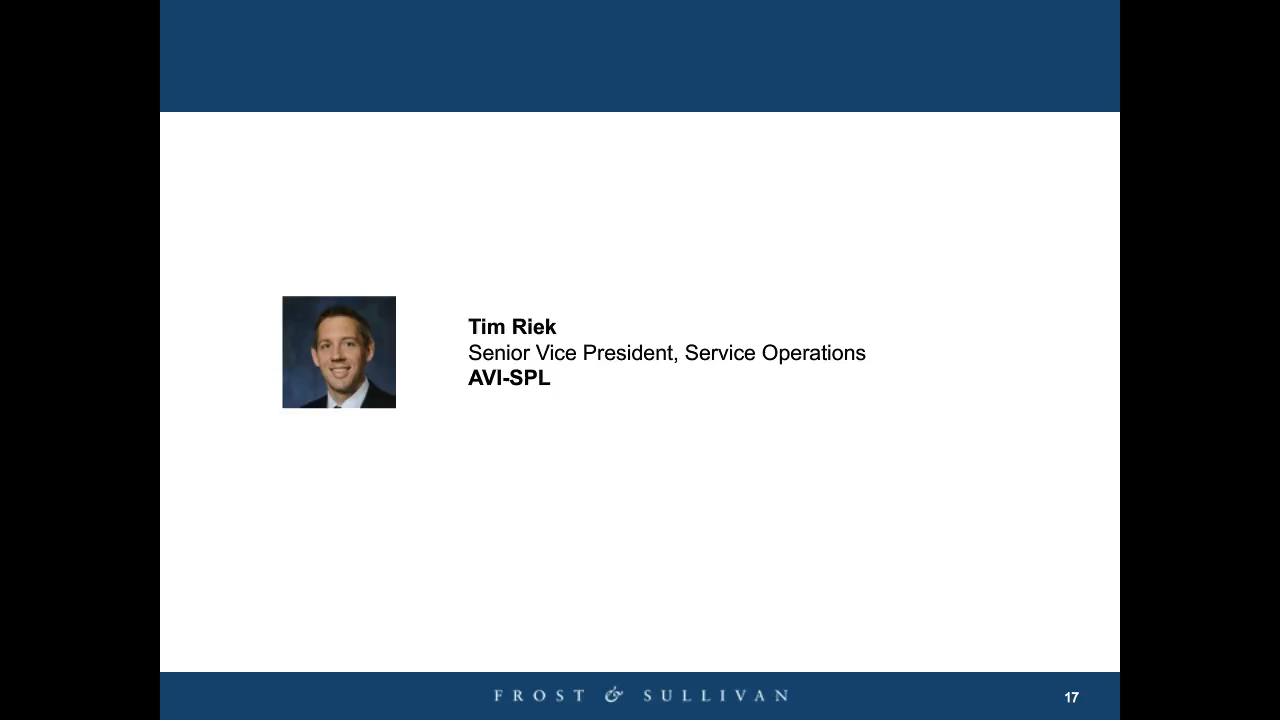 Tim Riek
Senior Vice President, Service Operations
AVI-SPL
FROST & SULLIVAN
17